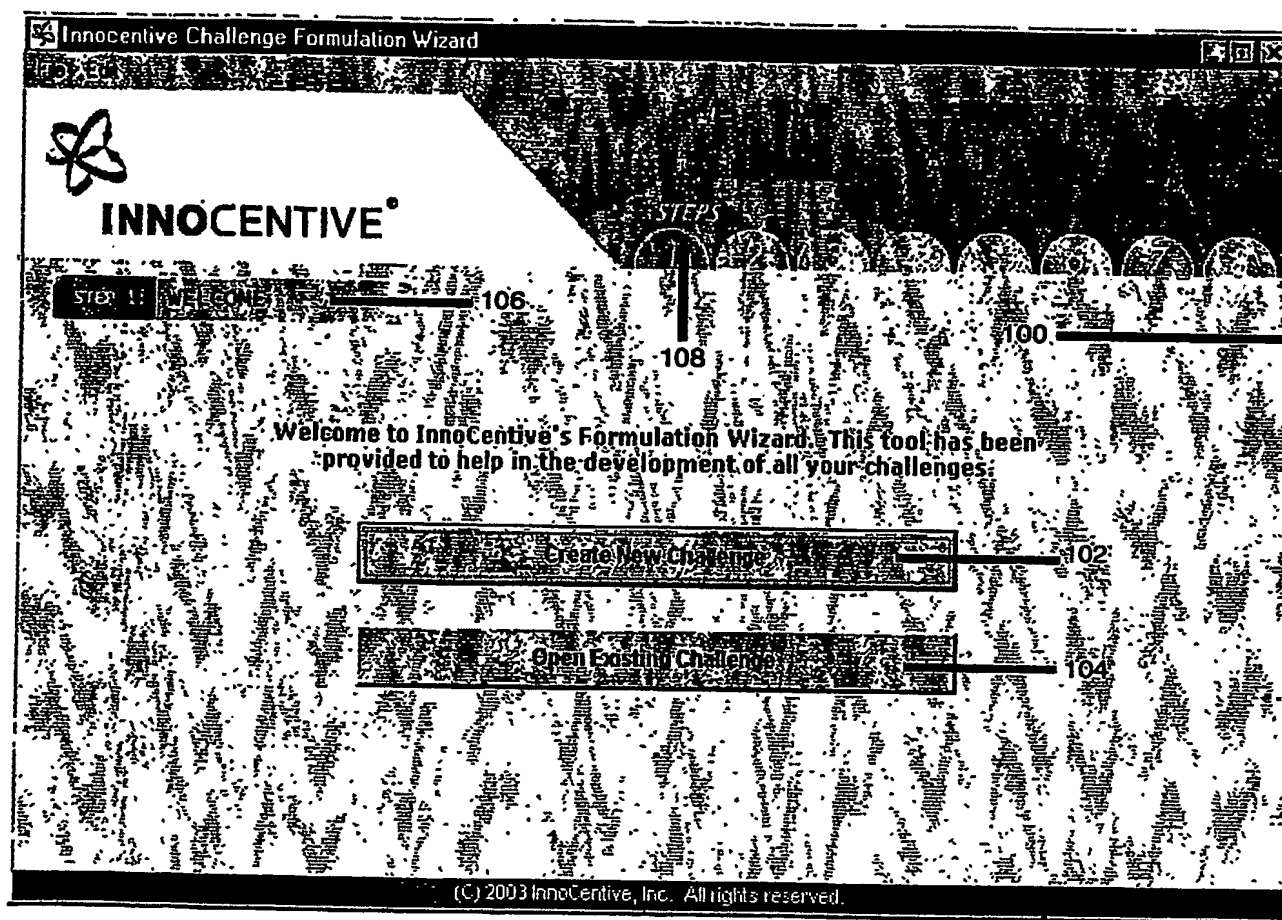 Innocentive Challenge Formulation Wizard
INNOCENTIVE®
STEPS
1 2
STEP 1: WELCOME
106
108
100
Welcome to InnoCentive's Formulation Wizard. This tool has been
provided to help in the development of all your challenges.
Create New Challenge
102
Open Existing Challenge
104
(C) 2003 InnoCentive, Inc. All rights reserved.